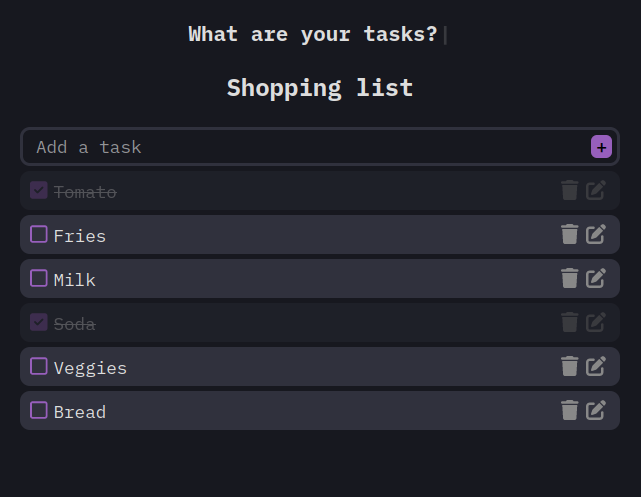 What are your tasks?
Shopping list
Add a task +
Tomato
Fries
Milk
Soda
Veggies
Bread